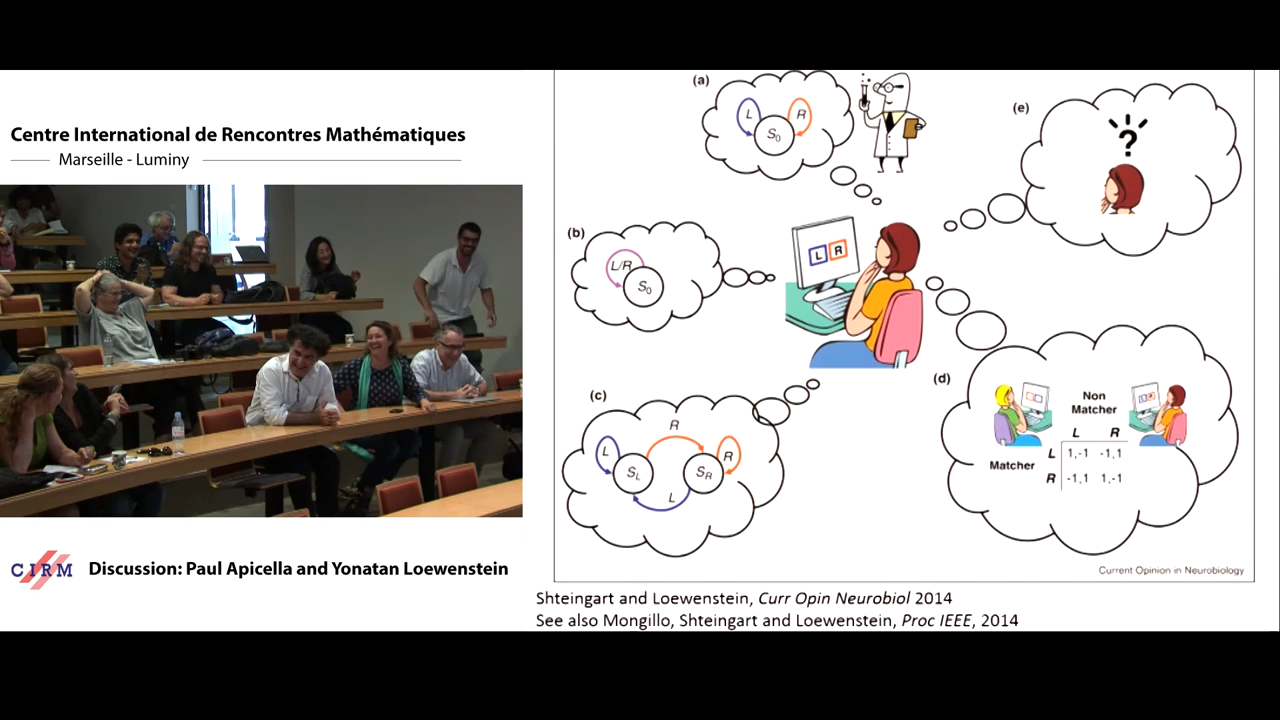 Centre International de Rencontres Mathématiques
Marseille - Luminy
CIRM
Discussion: Paul Apicella and Yonatan Loewenstein
(a)
L
R
S0
(b)
L/R
S0
(c)
L
R
R
SL
SR
L
L R
(e)
?
(d)
Non
Matcher
L R
Matcher
L 1,-1 -1,1
R -1,1 1,-1
Current Opinion in Neurobiology
Shteingart and Loewenstein, Curr Opin Neurobiol 2014
See also Mongillo, Shteingart and Loewenstein, Proc IEEE, 2014